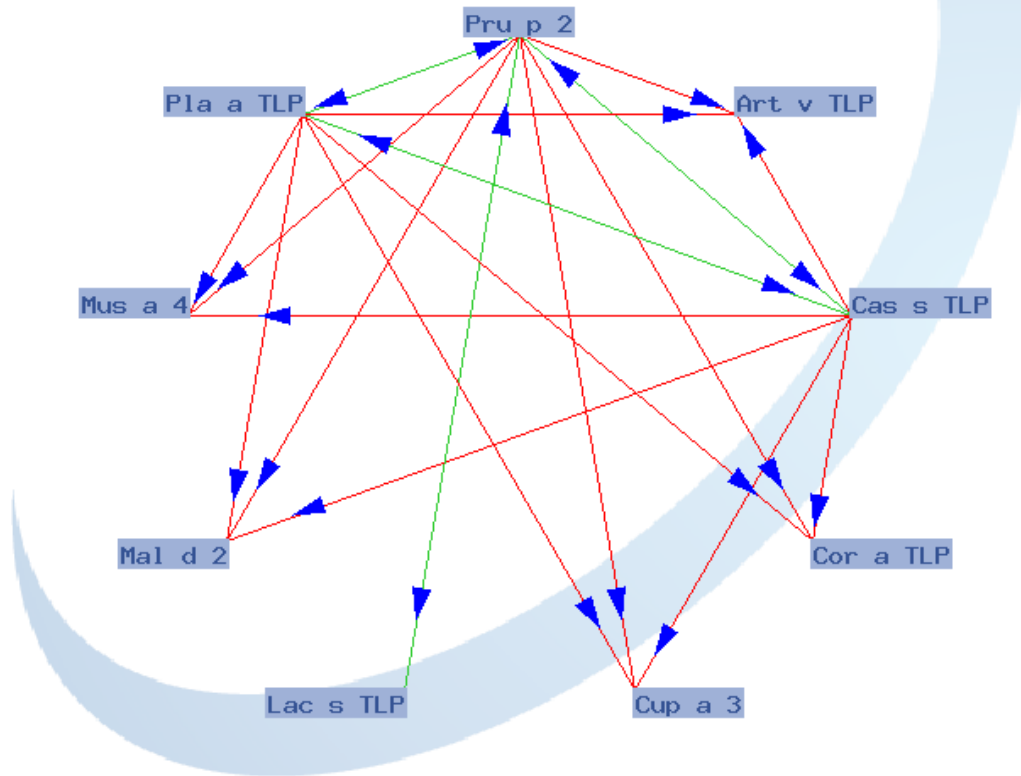 Pru p 2
Pla a TLP
Art v TLP
Mus a 4
Cas s TLP
Mal d 2
Cor a TLP
Lac s TLP
Cup a 3